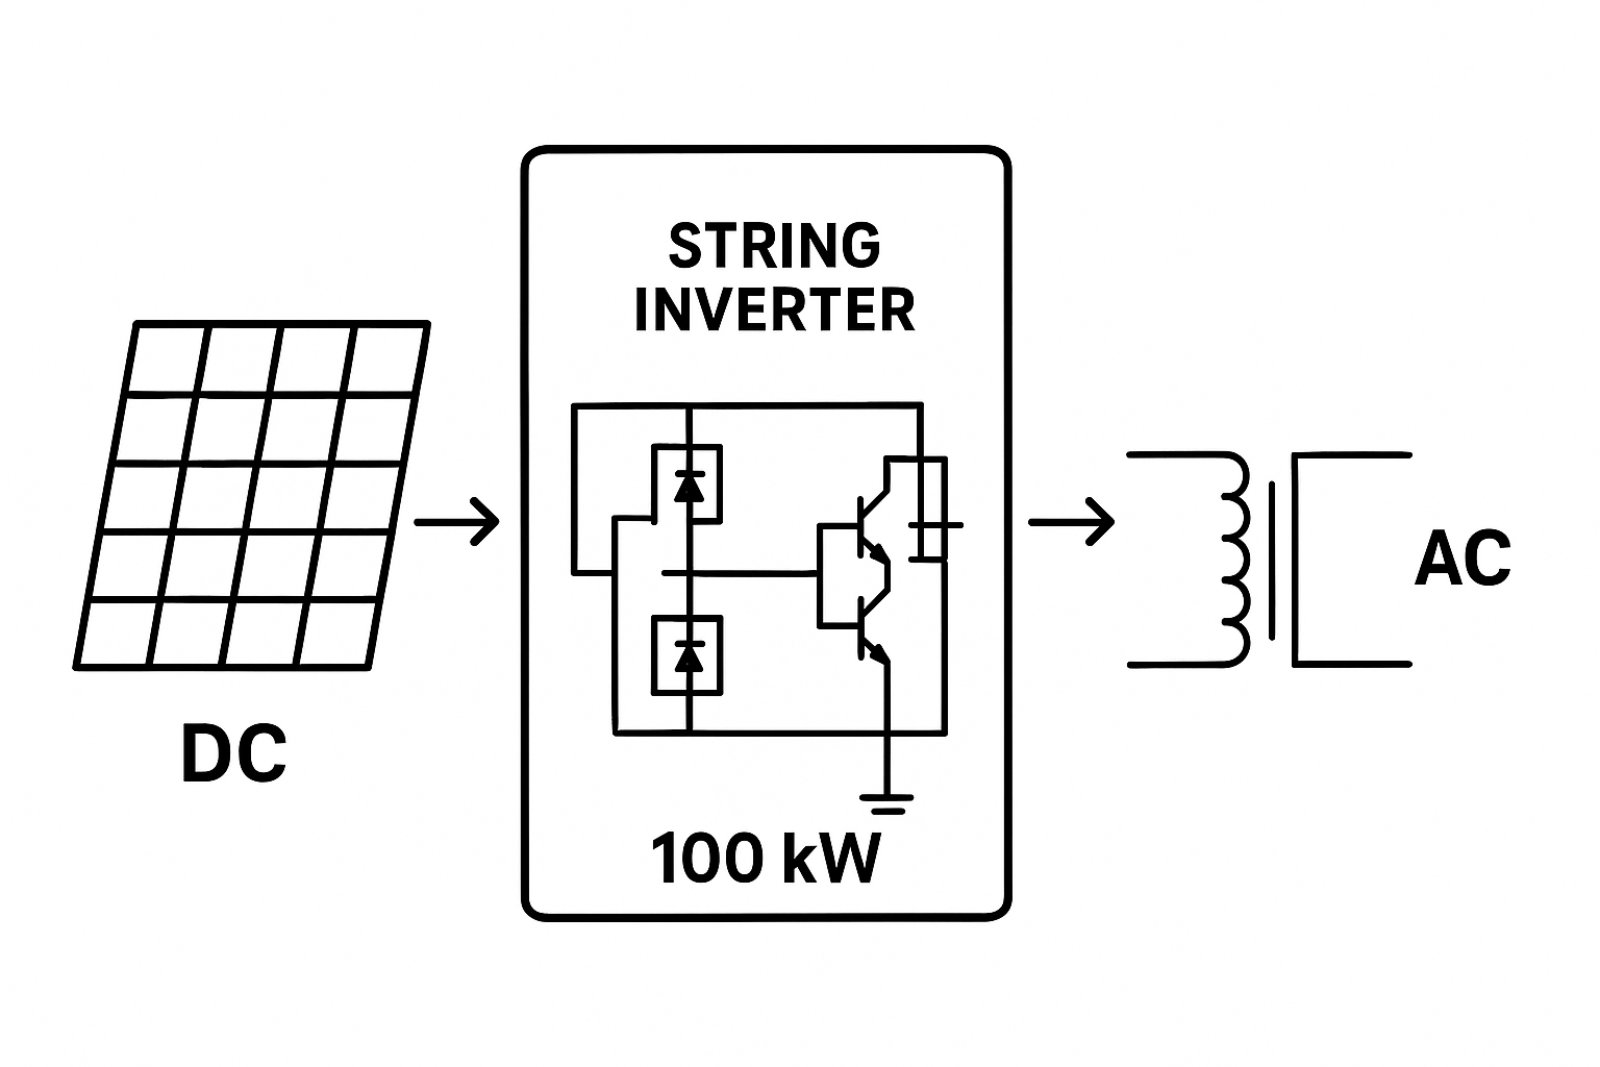 STRING
INVERTER
DC
AC
100 kW